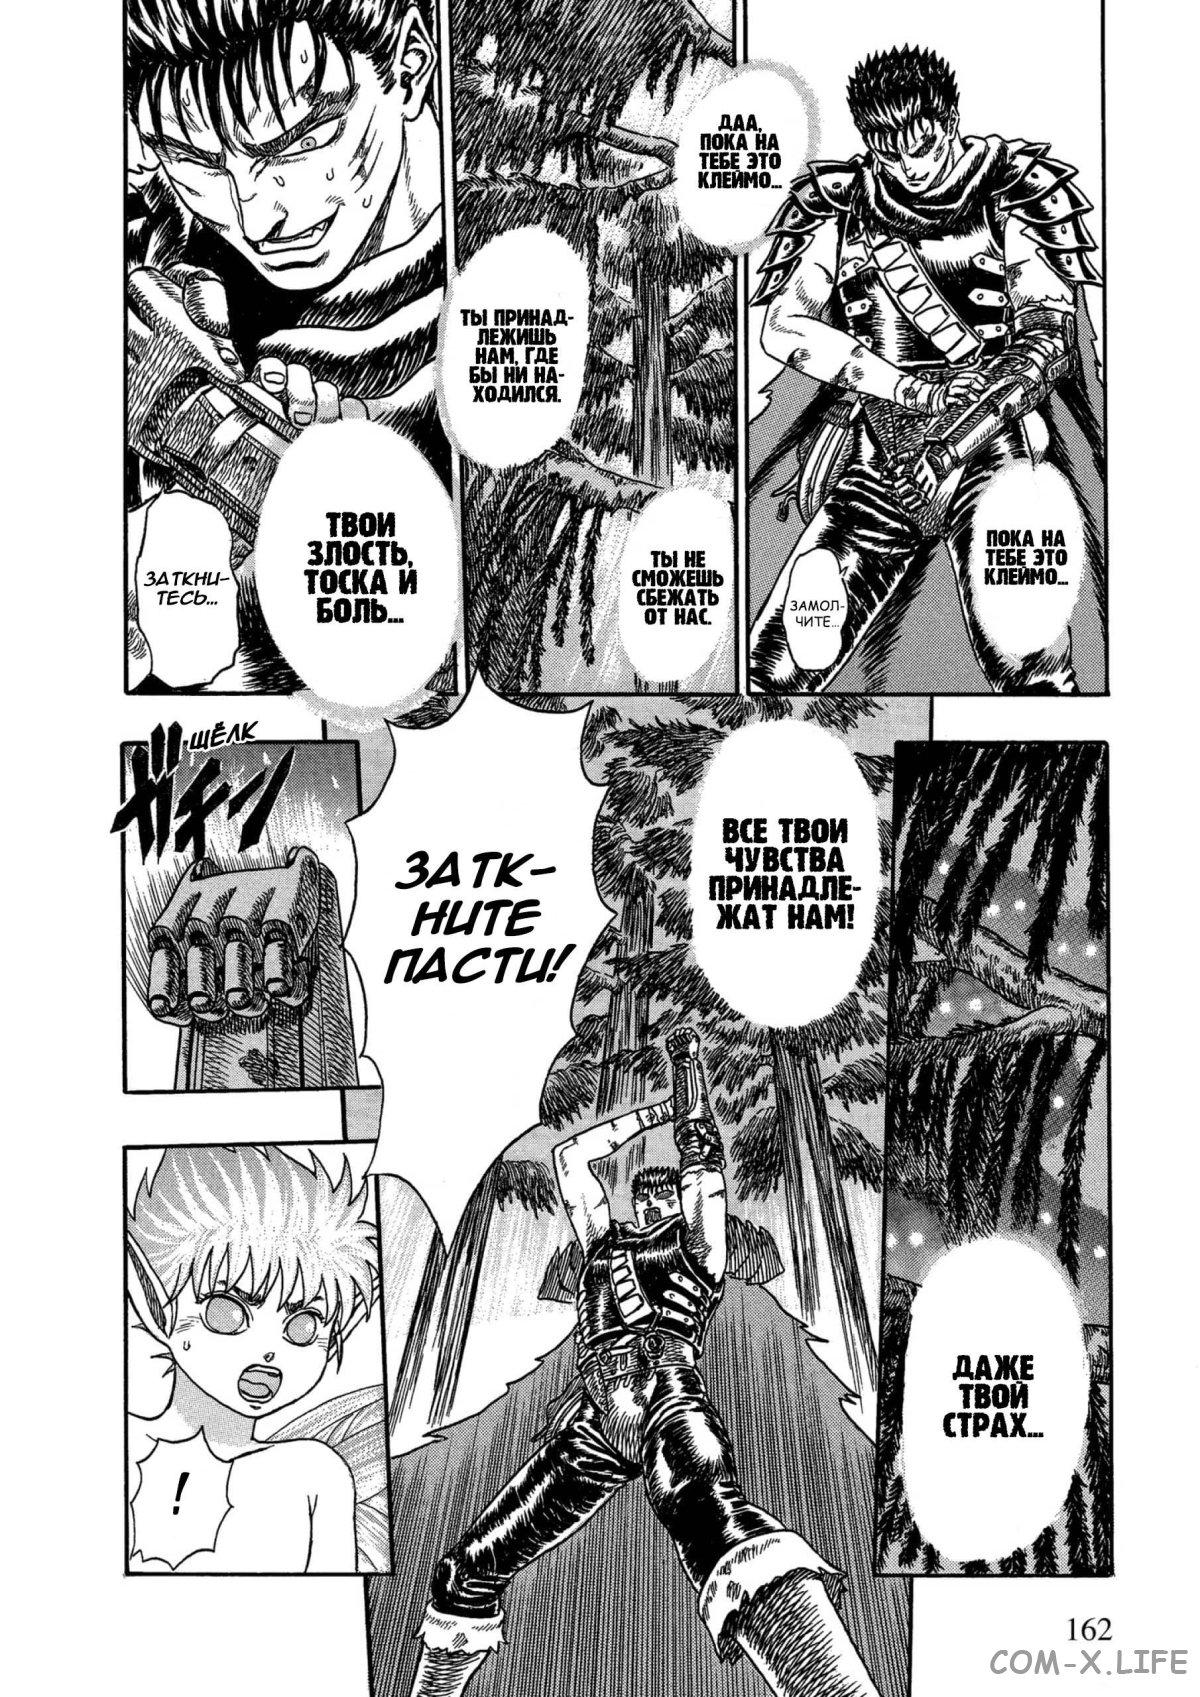 ДАА,
ПОКА НА
ТЕБЕ ЭТО
КЛЕЙМО...
ПОКА НА
ТЕБЕ ЭТО
КЛЕЙМО...
ЗАМОЛ-
ЧИТЕ...
ТЫ ПРИНАД-
ЛЕЖИШЬ
НАМ, ГДЕ
БЫ НИ НА-
ХОДИЛСЯ.
ТЫ НЕ
СМОЖЕШЬ
СБЕЖАТЬ
ОТ НАС.
ТВОИ
ЗЛОСТЬ,
ТОСКА И
БОЛЬ...
ЗАТКНИ-
ТЕСЬ...
ДАЖЕ
ТВОЙ
СТРАХ...
ВСЕ ТВОИ
ЧУВСТВА
ПРИНАДЛЕ-
ЖАТ НАМ!
ЗАТК-
НИТЕ
ПАСТИ!
ЩЁЛК
ガキン
!
162
COM-X.LIFE